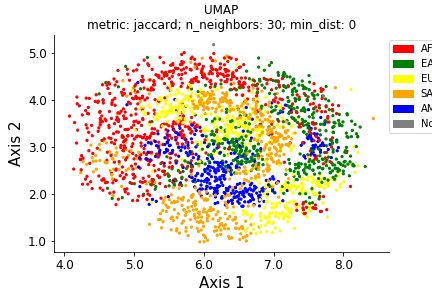 UMAP
metric: jaccard; n_neighbors: 30; min_dist: 0
5.0
4.0
3.0
2.0
1.0
Axis 2
4.0 5.0 6.0 7.0 8.0
Axis 1
AF
EA
EU
SA
AM
No